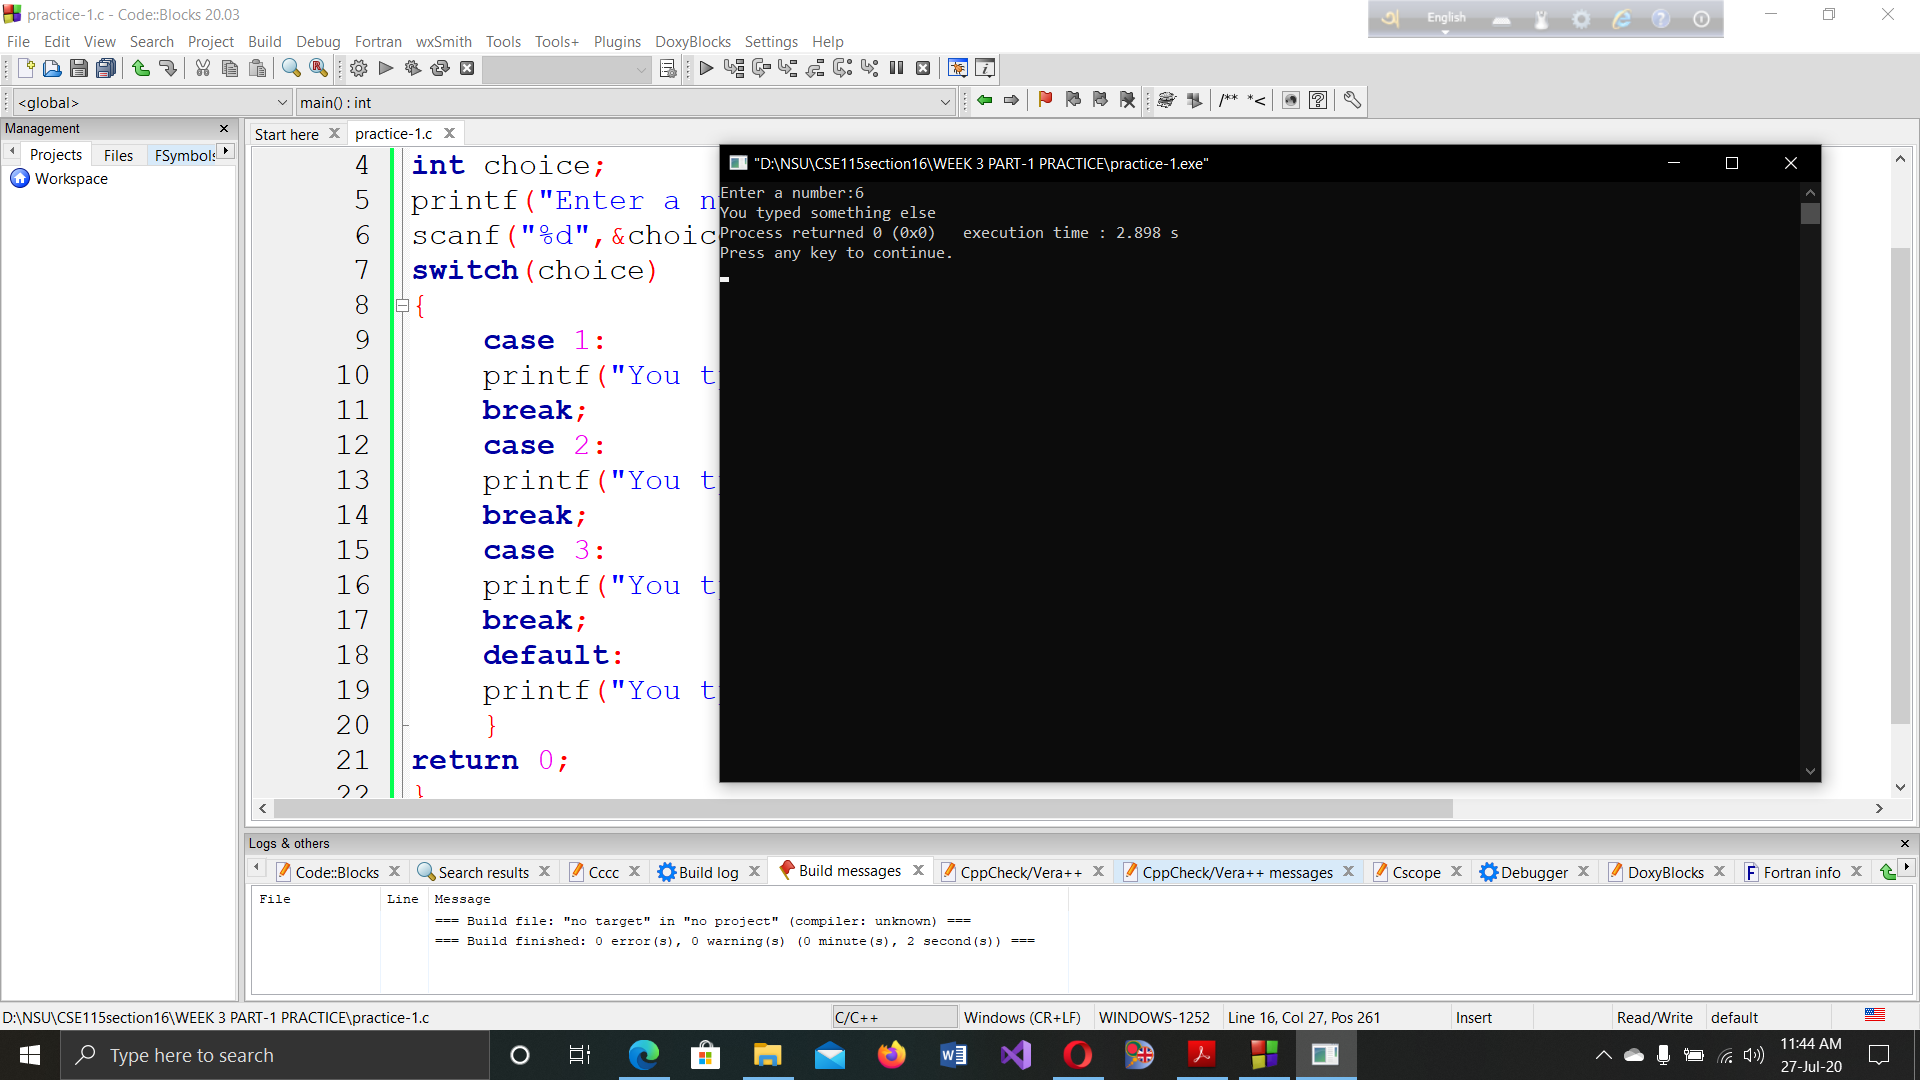 practice-1.c - Code::Blocks 20.03
English
File Edit View Search Project Build Debug Fortran wxSmith Tools Tools+ Plugins DoxyBlocks Settings Help
<global> main() : int /** *<
Management
Projects Files FSymbols
Workspace
Start here practice-1.c
4 int choice;
5 printf("Enter a n
6 scanf("%d",&choic
7 switch(choice)
8 {
9 case 1:
10 printf("You t
11 break;
12 case 2:
13 printf("You t
14 break;
15 case 3:
16 printf("You t
17 break;
18 default:
19 printf("You t
20 }
21 return 0;
22 }
"D:\NSU\CSE115section16\WEEK 3 PART-1 PRACTICE\practice-1.exe"
Enter a number:6
You typed something else
Process returned 0 (0x0)   execution time : 2.898 s
Press any key to continue.
Logs & others
Code::Blocks Search results Cccc Build log Build messages CppCheck/Vera++ CppCheck/Vera++ messages Cscope Debugger DoxyBlocks Fortran info
File Line Message
=== Build file: "no target" in "no project" (compiler: unknown) ===
=== Build finished: 0 error(s), 0 warning(s) (0 minute(s), 2 second(s)) ===
D:\NSU\CSE115section16\WEEK 3 PART-1 PRACTICE\practice-1.c C/C++ Windows (CR+LF) WINDOWS-1252 Line 16, Col 27, Pos 261 Insert Read/Write default
Type here to search
11:44 AM
27-Jul-20